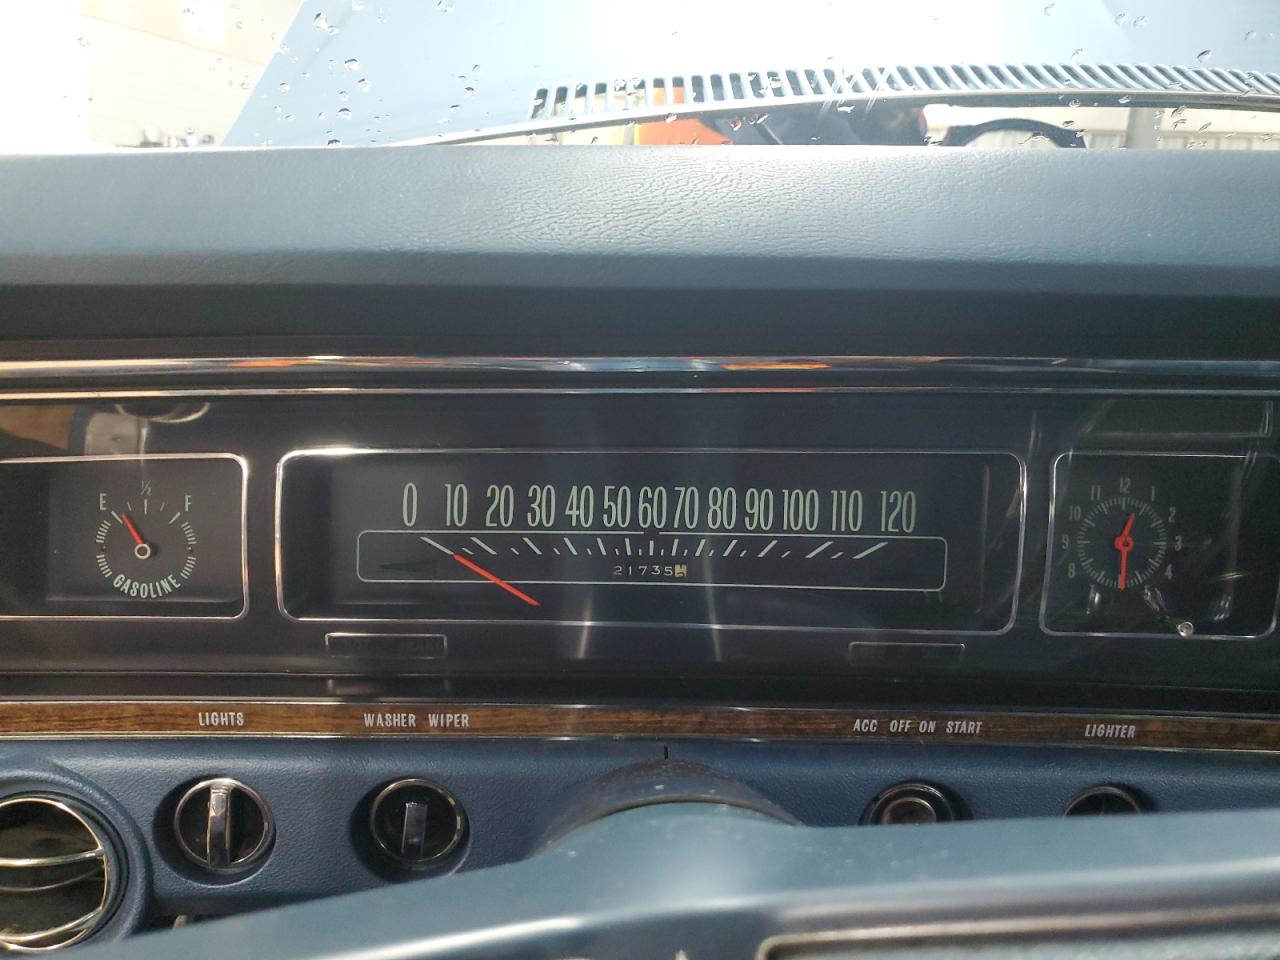 ½
E F
GASOLINE
0 10 20 30 40 50 60 70 80 90 100 110 120
21735
12
11 1
10 2
9 3
8 4
LIGHTS
WASHER WIPER
ACC OFF ON START
LIGHTER